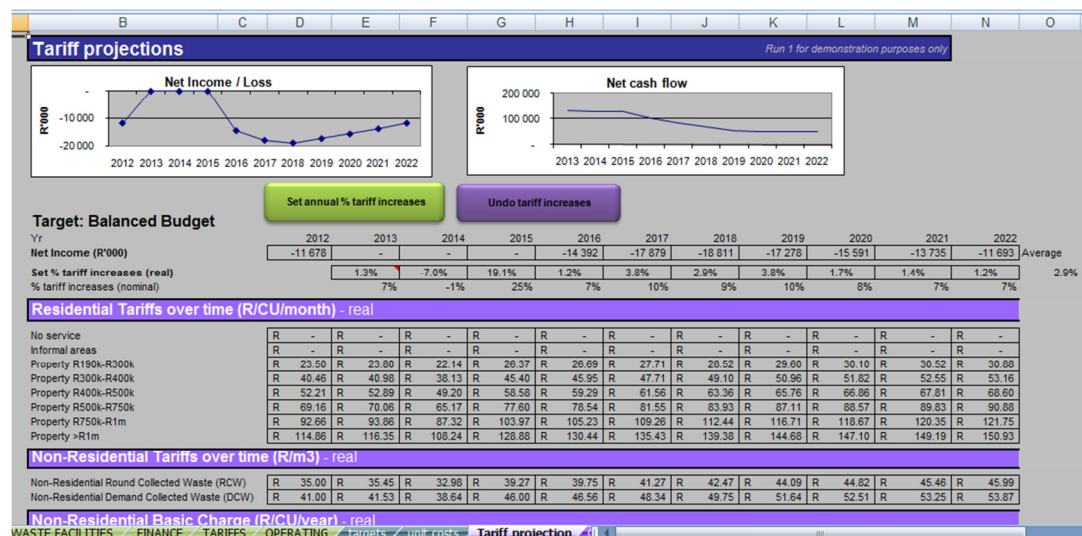 B C D E F G H I J K L M N O
Tariff projections Run 1 for demonstration purposes only
Net Income / Loss
R'000
-
-10 000
-20 000
2012 2013 2014 2015 2016 2017 2018 2019 2020 2021 2022
Net cash flow
R'000
200 000
100 000
-
2013 2014 2015 2016 2017 2018 2019 2020 2021 2022
Set annual % tariff increases Undo tariff increases
Target: Balanced Budget
Yr 2012 2013 2014 2015 2016 2017 2018 2019 2020 2021 2022
Net Income (R'000) -11 678 - - - -14 392 -17 879 -18 811 -17 278 -15 591 -13 735 -11 693 Average
Set % tariff increases (real) 1.3% -7.0% 19.1% 1.2% 3.8% 2.9% 3.8% 1.7% 1.4% 1.2% 2.9%
% tariff increases (nominal) 7% -1% 25% 7% 10% 9% 10% 8% 7% 7%
Residential Tariffs over time (R/CU/month) - real
No service R - R - R - R - R - R - R - R - R - R - R -
Informal areas R - R - R - R - R - R - R - R - R - R - R -
Property R190k-R300k R 23.50 R 23.80 R 22.14 R 26.37 R 26.69 R 27.71 R 28.52 R 29.60 R 30.10 R 30.52 R 30.88
Property R300k-R400k R 40.46 R 40.98 R 38.13 R 45.40 R 45.95 R 47.71 R 49.10 R 50.96 R 51.82 R 52.55 R 53.16
Property R400k-R500k R 52.21 R 52.89 R 49.20 R 58.58 R 59.29 R 61.56 R 63.36 R 65.76 R 66.86 R 67.81 R 68.60
Property R500k-R750k R 69.16 R 70.06 R 65.17 R 77.60 R 78.54 R 81.55 R 83.93 R 87.11 R 88.57 R 89.83 R 90.88
Property R750k-R1m R 92.66 R 93.86 R 87.32 R 103.97 R 105.23 R 109.26 R 112.44 R 116.71 R 118.67 R 120.35 R 121.75
Property >R1m R 114.86 R 116.35 R 108.24 R 128.88 R 130.44 R 135.43 R 139.38 R 144.68 R 147.10 R 149.19 R 150.93
Non-Residential Tariffs over time (R/m3) - real
Non-Residential Round Collected Waste (RCW) R 35.00 R 35.45 R 32.98 R 39.27 R 39.75 R 41.27 R 42.47 R 44.09 R 44.82 R 45.46 R 45.99
Non-Residential Demand Collected Waste (DCW) R 41.00 R 41.53 R 38.64 R 46.00 R 46.56 R 48.34 R 49.75 R 51.64 R 52.51 R 53.25 R 53.87
Non-Residential Basic Charge (R/CU/year) - real
WASTE FACILITIES FINANCE TARIFFS OPERATING targets unit costs Tariff projection